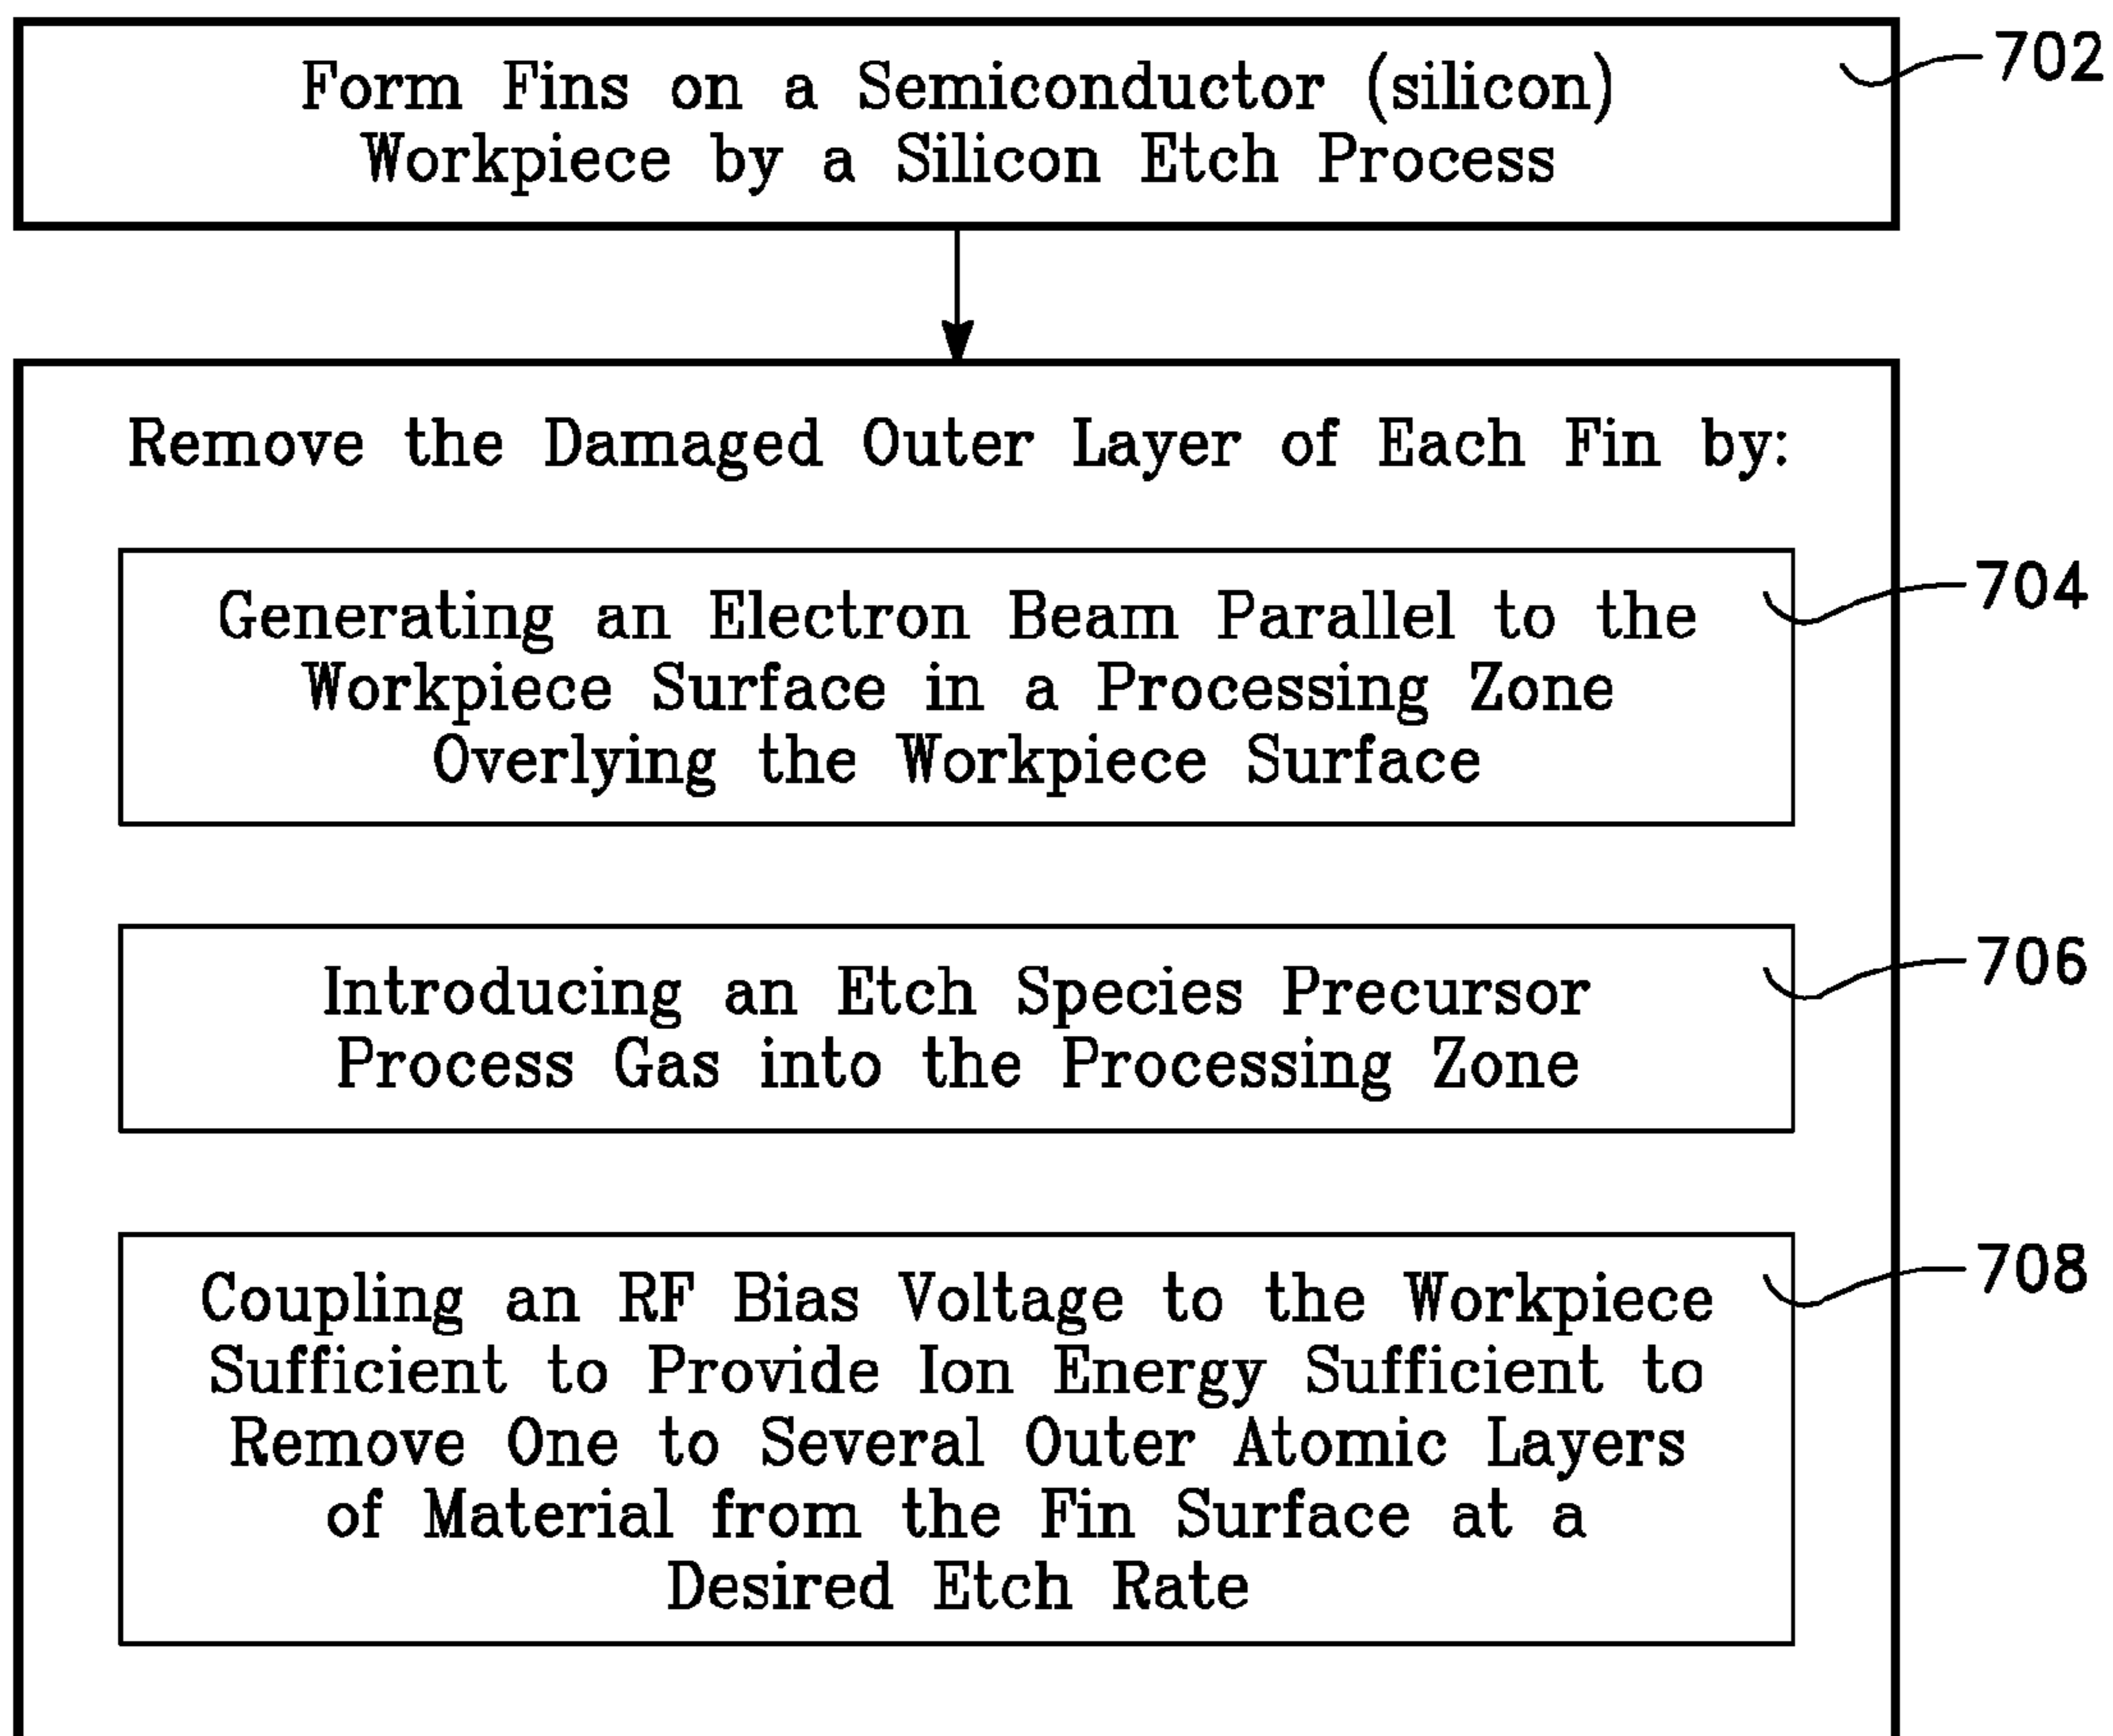 Form Fins on a Semiconductor (silicon)
Workpiece by a Silicon Etch Process
702
Remove the Damaged Outer Layer of Each Fin by:
Generating an Electron Beam Parallel to the
Workpiece Surface in a Processing Zone
Overlying the Workpiece Surface
704
Introducing an Etch Species Precursor
Process Gas into the Processing Zone
706
Coupling an RF Bias Voltage to the Workpiece
Sufficient to Provide Ion Energy Sufficient to
Remove One to Several Outer Atomic Layers
of Material from the Fin Surface at a
Desired Etch Rate
708